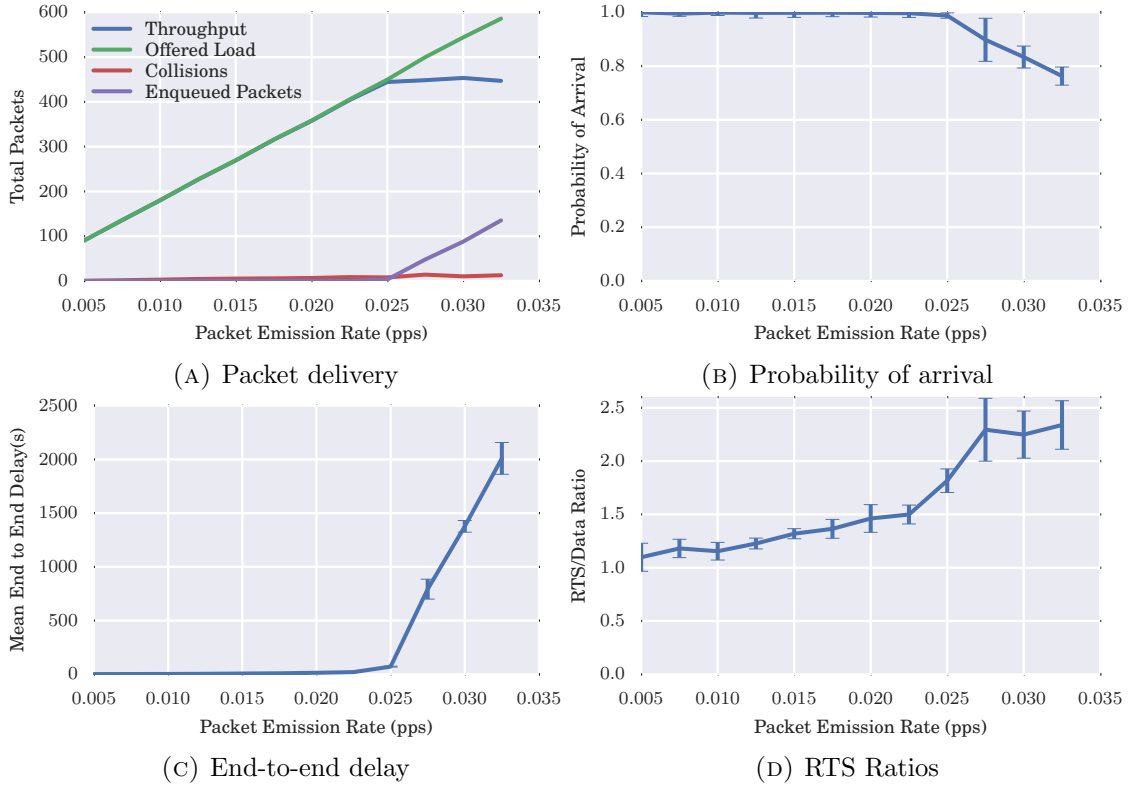 600
500
400
300
200
100
0
Total Packets
Throughput
Offered Load
Collisions
Enqueued Packets
0.005 0.010 0.015 0.020 0.025 0.030 0.035
Packet Emission Rate (pps)
(A) Packet delivery
1.0
0.8
0.6
0.4
0.2
0.0
Probability of Arrival
0.005 0.010 0.015 0.020 0.025 0.030 0.035
Packet Emission Rate (pps)
(B) Probability of arrival
2500
2000
1500
1000
500
0
Mean End to End Delay(s)
0.005 0.010 0.015 0.020 0.025 0.030 0.035
Packet Emission Rate (pps)
(C) End-to-end delay
2.5
2.0
1.5
1.0
0.5
0.0
RTS/Data Ratio
0.005 0.010 0.015 0.020 0.025 0.030 0.035
Packet Emission Rate (pps)
(D) RTS Ratios